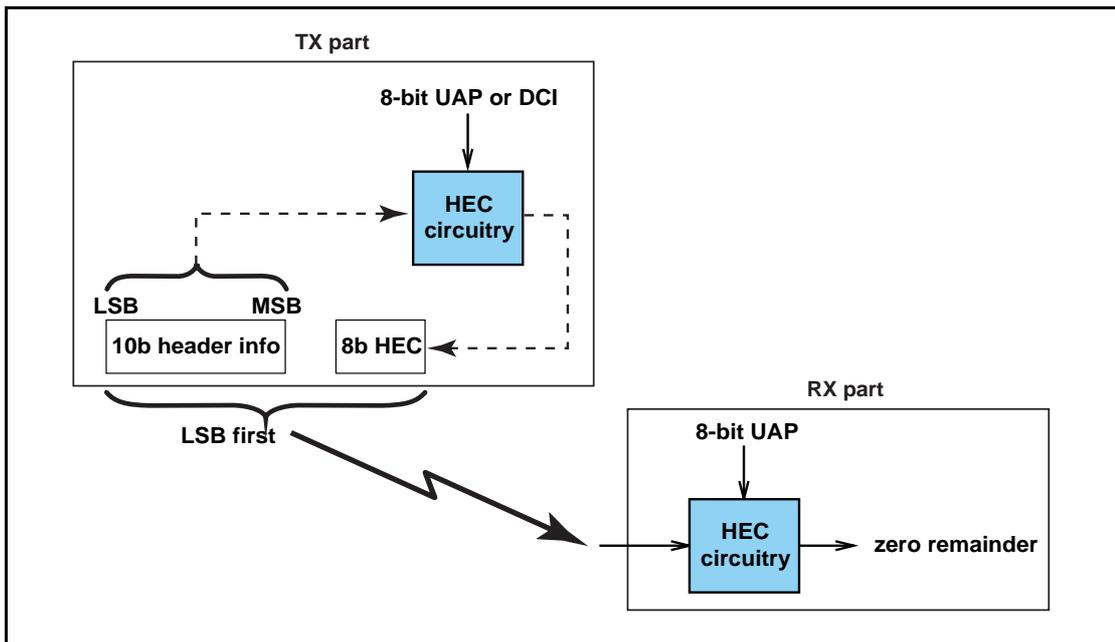 TX part
8-bit UAP or DCI
HEC
circuitry
LSB
MSB
10b header info
8b HEC
LSB first
RX part
8-bit UAP
HEC
circuitry
zero remainder